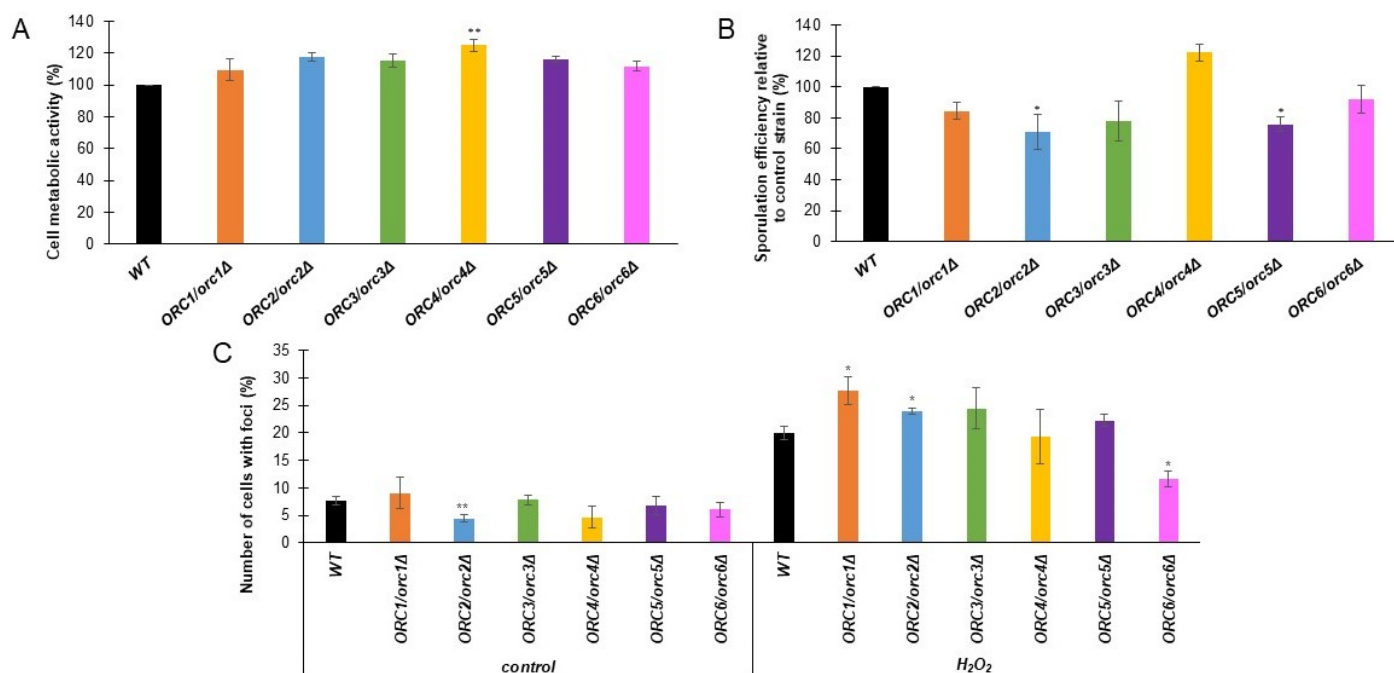 A
Cell metabolic activity (%)
140
120
100
80
60
40
20
0
**
WT
ORC1/orc1Δ
ORC2/orc2Δ
ORC3/orc3Δ
ORC4/orc4Δ
ORC5/orc5Δ
ORC6/orc6Δ
B
Sporulation efficiency relative
to control strain (%)
140
120
100
80
60
40
20
0
*
*
WT
ORC1/orc1Δ
ORC2/orc2Δ
ORC3/orc3Δ
ORC4/orc4Δ
ORC5/orc5Δ
ORC6/orc6Δ
C
Number of cells with foci (%)
35
30
25
20
15
10
5
0
**
*
*
*
WT
ORC1/orc1Δ
ORC2/orc2Δ
ORC3/orc3Δ
ORC4/orc4Δ
ORC5/orc5Δ
ORC6/orc6Δ
WT
ORC1/orc1Δ
ORC2/orc2Δ
ORC3/orc3Δ
ORC4/orc4Δ
ORC5/orc5Δ
ORC6/orc6Δ
control
H₂O₂